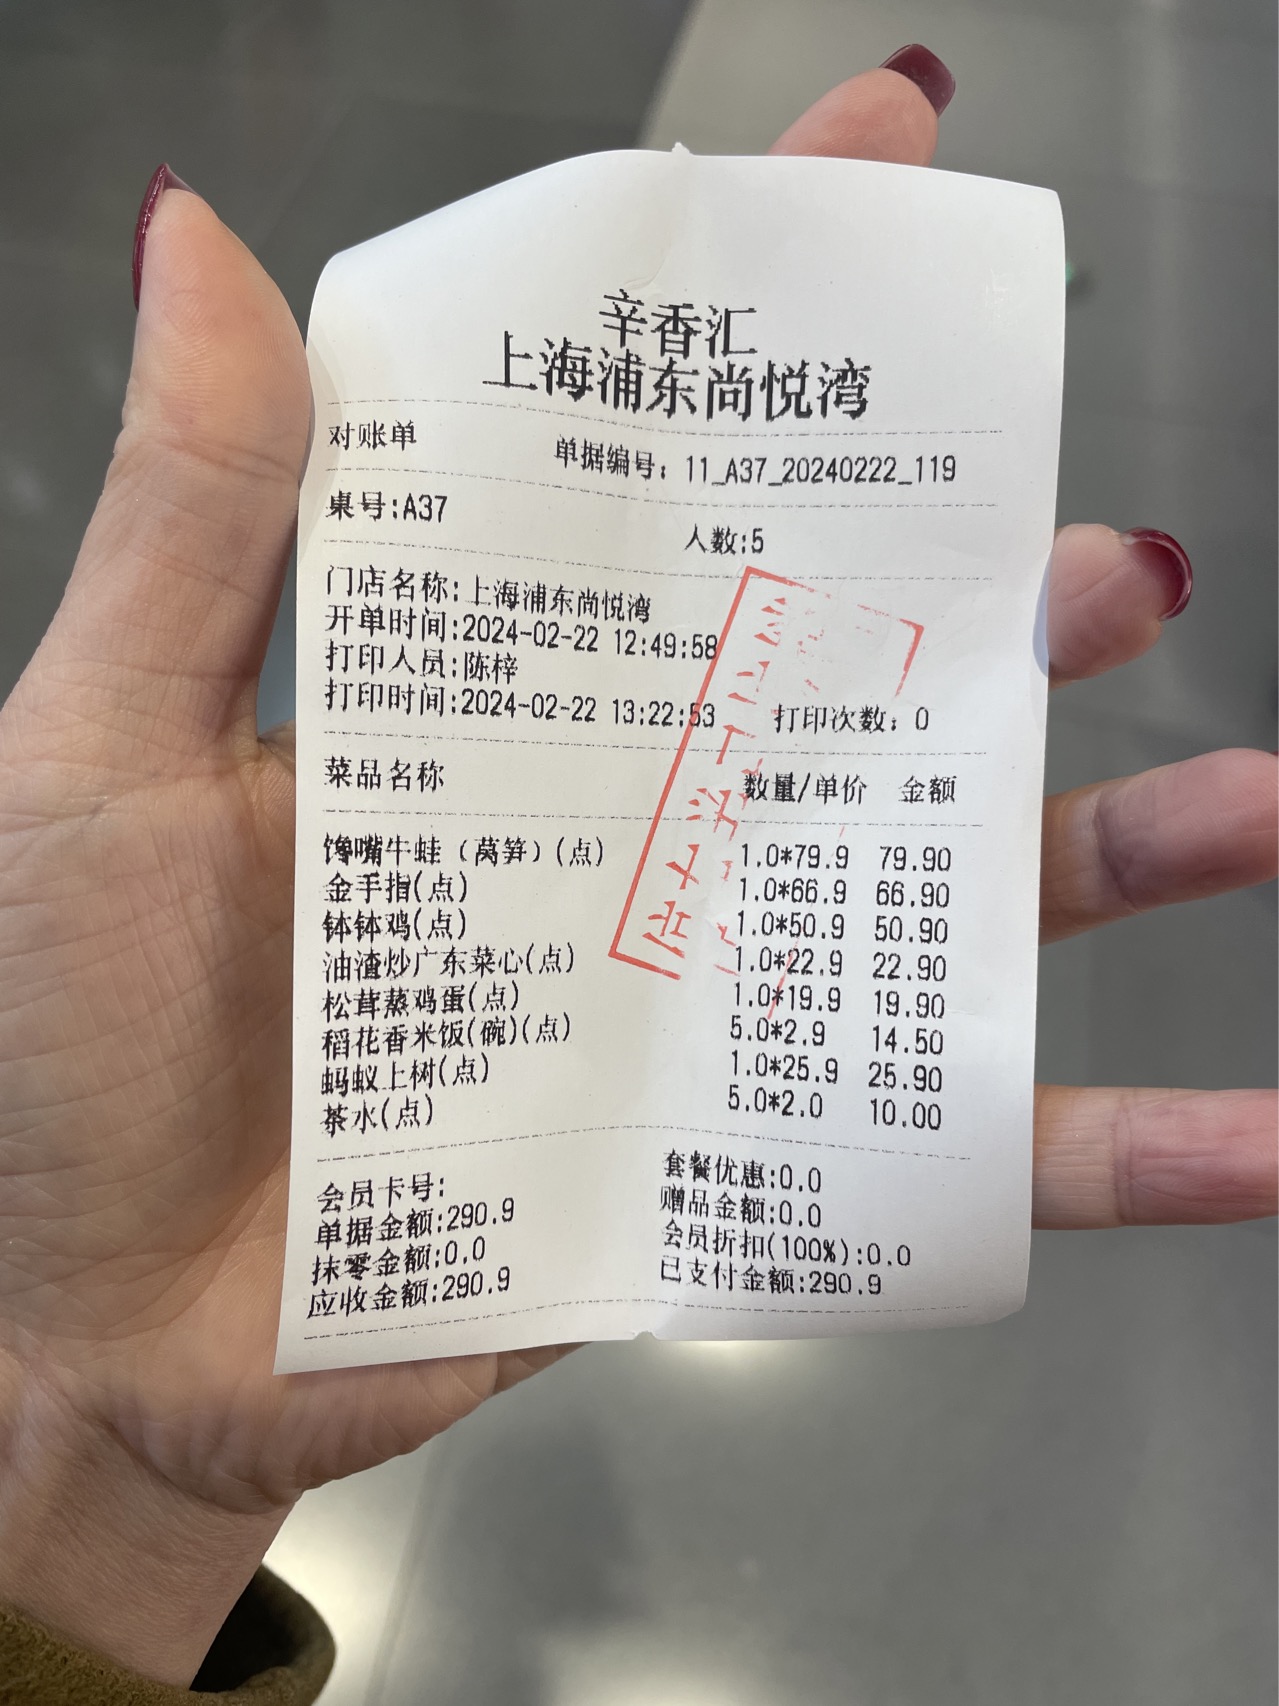 辛香汇
上海浦东尚悦湾
对账单 单据编号: 11_A37_20240222_119
桌号:A37 人数:5
门店名称:上海浦东尚悦湾
开单时间:2024-02-22 12:49:58
打印人员:陈梓
打印时间:2024-02-22 13:22:53 打印次数: 0
菜品名称 数量/单价 金额
馋嘴牛蛙（莴笋）(点) 1.0*79.9 79.90
金手指(点) 1.0*66.9 66.90
钵钵鸡(点) 1.0*50.9 50.90
油渣炒广东菜心(点) 1.0*22.9 22.90
松茸蒸鸡蛋(点) 1.0*19.9 19.90
稻花香米饭(碗)(点) 5.0*2.9 14.50
蚂蚁上树(点) 1.0*25.9 25.90
茶水(点) 5.0*2.0 10.00
会员卡号: 套餐优惠:0.0
单据金额:290.9 赠品金额:0.0
抹零金额:0.0 会员折扣(100%):0.0
应收金额:290.9 已支付金额:290.9